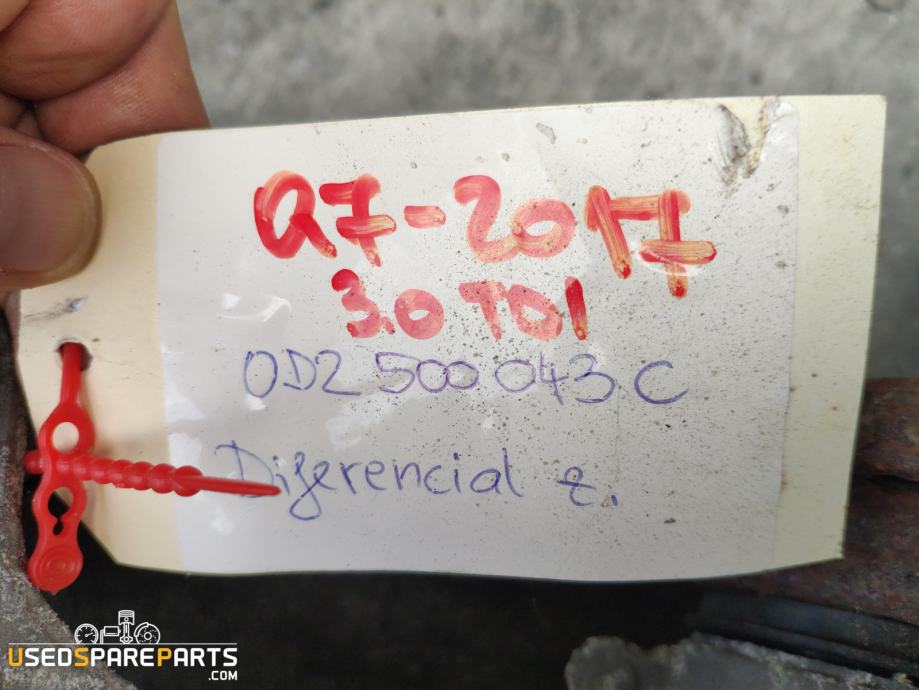 Q7-2017
3.0 TDI
0D2 500 043 C
Diferencial z.
USEDSPAREPARTS
.COM